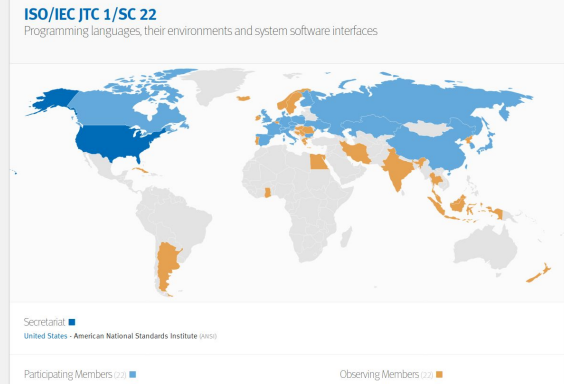 ISO/IEC JTC 1/SC 22
Programming languages, their environments and system software interfaces
Secretariat
United States - American National Standards Institute (ANSI)
Participating Members (22)
Observing Members (22)